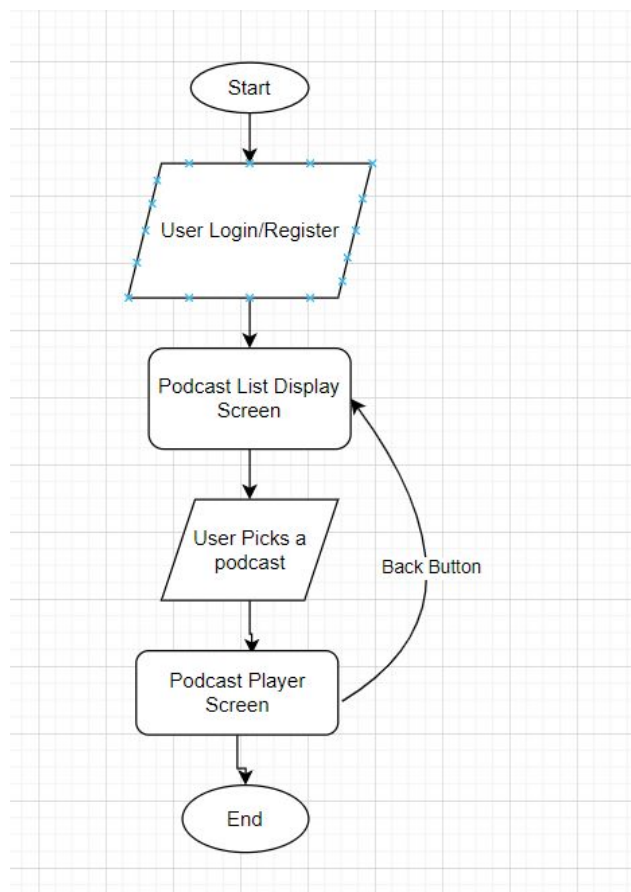 Start
User Login/Register
Podcast List Display
Screen
User Picks a
podcast
Back Button
Podcast Player
Screen
End